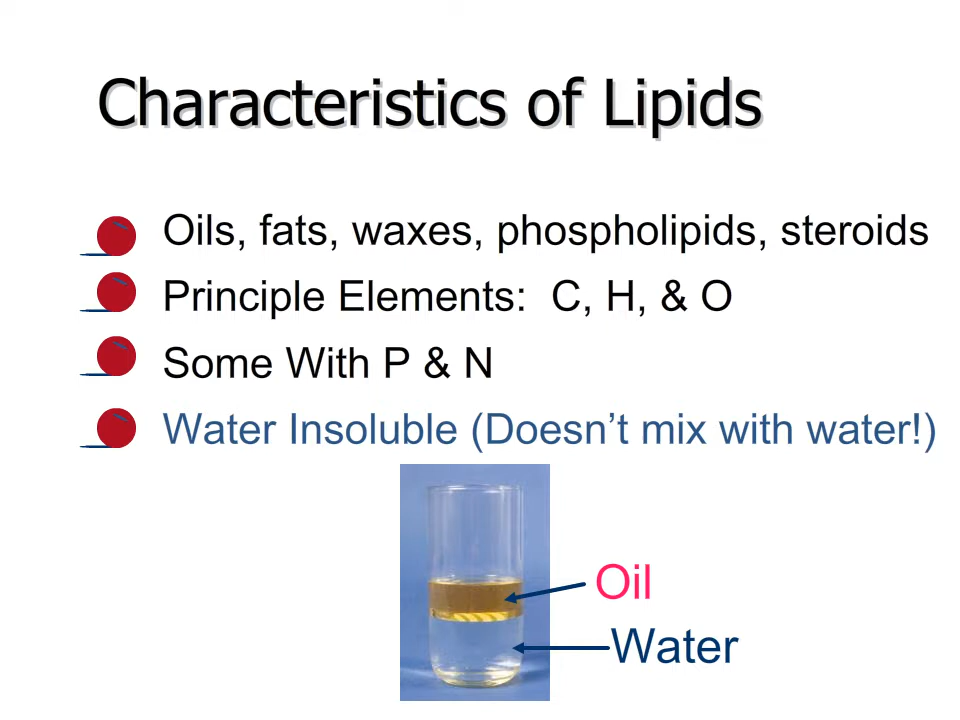 Characteristics of Lipids
Oils, fats, waxes, phospholipids, steroids
Principle Elements:  C, H, & O
Some With P & N
Water Insoluble (Doesn’t mix with water!)
Oil
Water